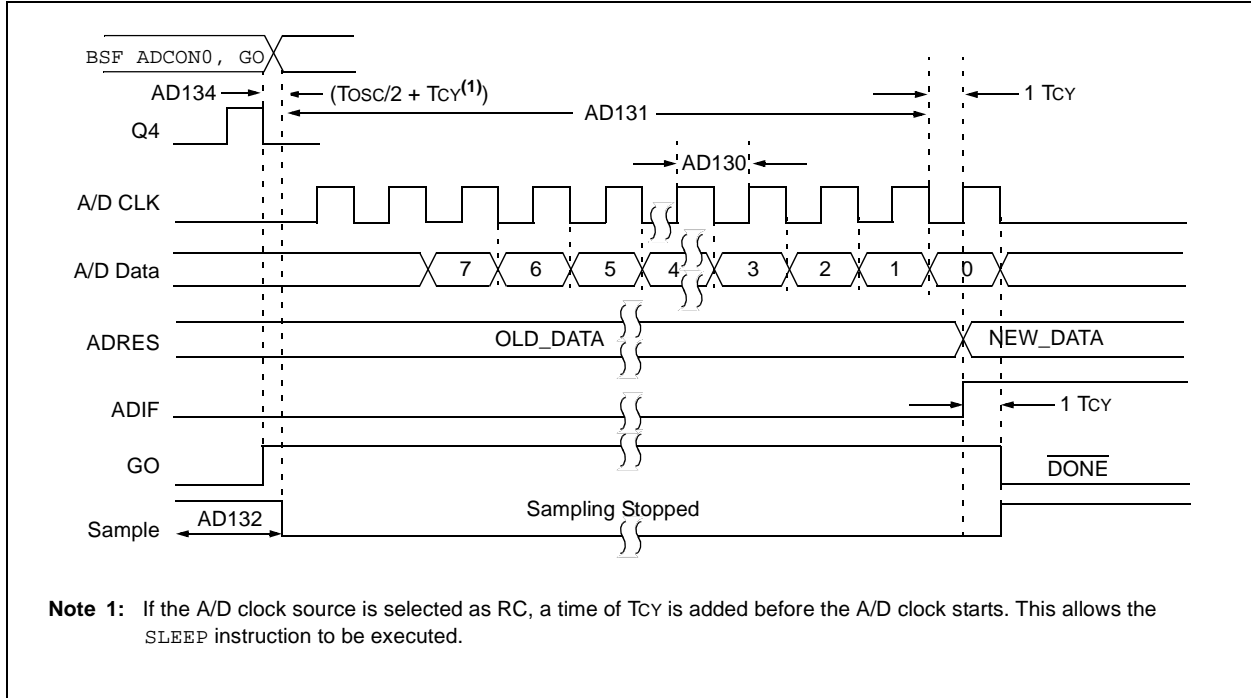 BSF ADCON0, GO
AD134
(TOSC/2 + TCY(1))
1 TCY
AD131
Q4
AD130
A/D CLK
A/D Data
7 6 5 4 3 2 1 0
ADRES
OLD_DATA
NEW_DATA
ADIF
1 TCY
GO
DONE
Sample
AD132
Sampling Stopped
Note 1: If the A/D clock source is selected as RC, a time of TCY is added before the A/D clock starts. This allows the
SLEEP instruction to be executed.